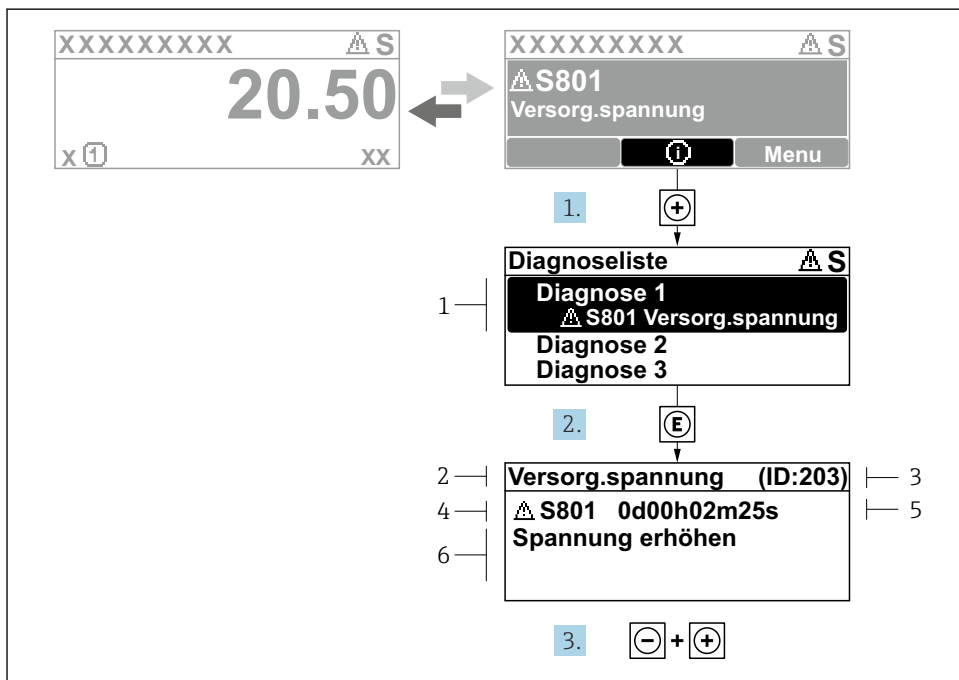 XXXXXXXXX ⚠ S
20.50
x ① xx
XXXXXXXXX ⚠ S
⚠ S801
Versorg.spannung
ⓘ Menu
1. +
Diagnoseliste ⚠ S
1 Diagnose 1
⚠ S801 Versorg.spannung
Diagnose 2
Diagnose 3
2. E
2 Versorg.spannung (ID:203) 3
4 ⚠ S801 0d00h02m25s 5
6 Spannung erhöhen
3. − + +